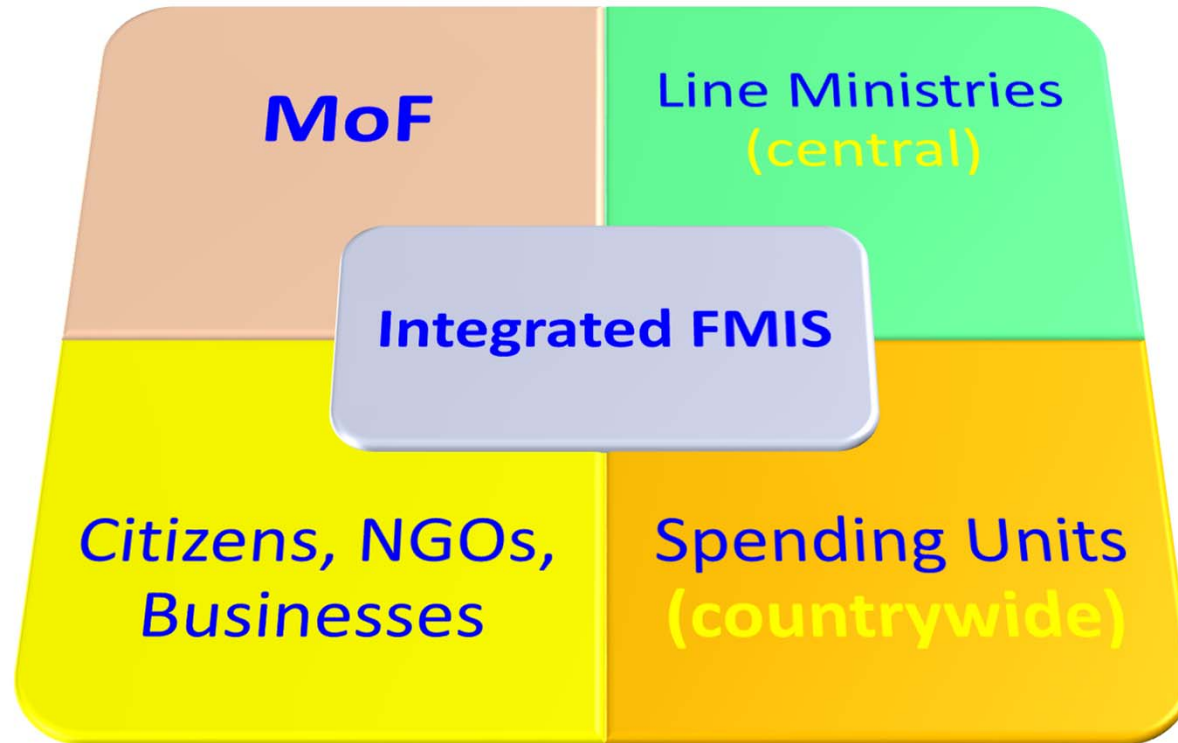 MoF
Line Ministries
(central)
Integrated FMIS
Citizens, NGOs,
Businesses
Spending Units
(countrywide)